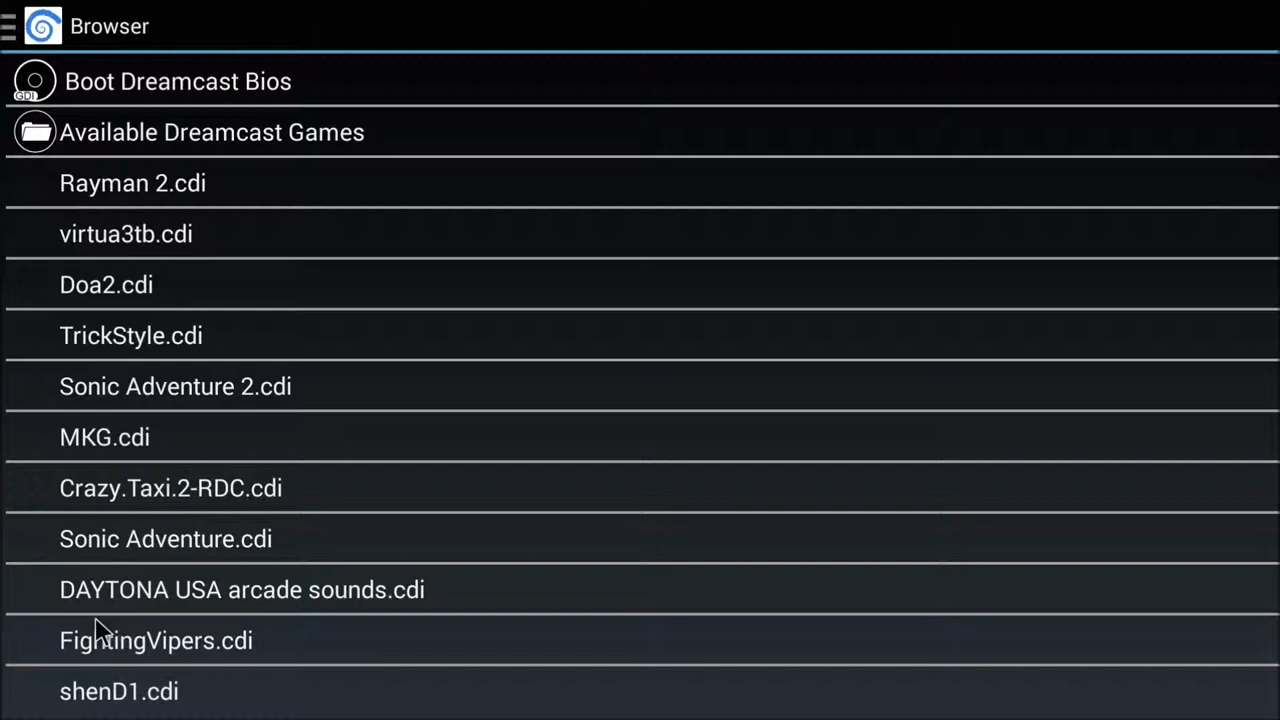 Browser
GDI
Boot Dreamcast Bios
Available Dreamcast Games
Rayman 2.cdi
virtua3tb.cdi
Doa2.cdi
TrickStyle.cdi
Sonic Adventure 2.cdi
MKG.cdi
Crazy.Taxi.2-RDC.cdi
Sonic Adventure.cdi
DAYTONA USA arcade sounds.cdi
FightingVipers.cdi
shenD1.cdi